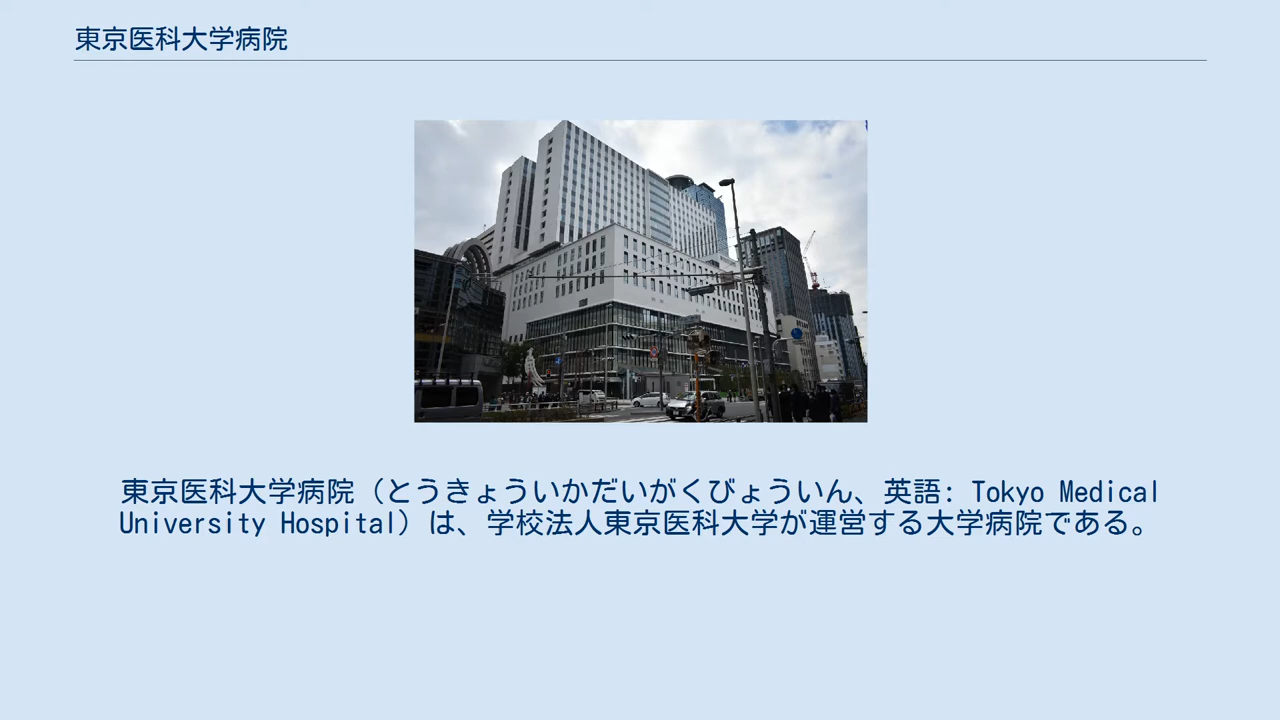 東京医科大学病院
東京医科大学病院（とうきょういかだいがくびょういん、英語: Tokyo Medical
University Hospital）は、学校法人東京医科大学が運営する大学病院である。